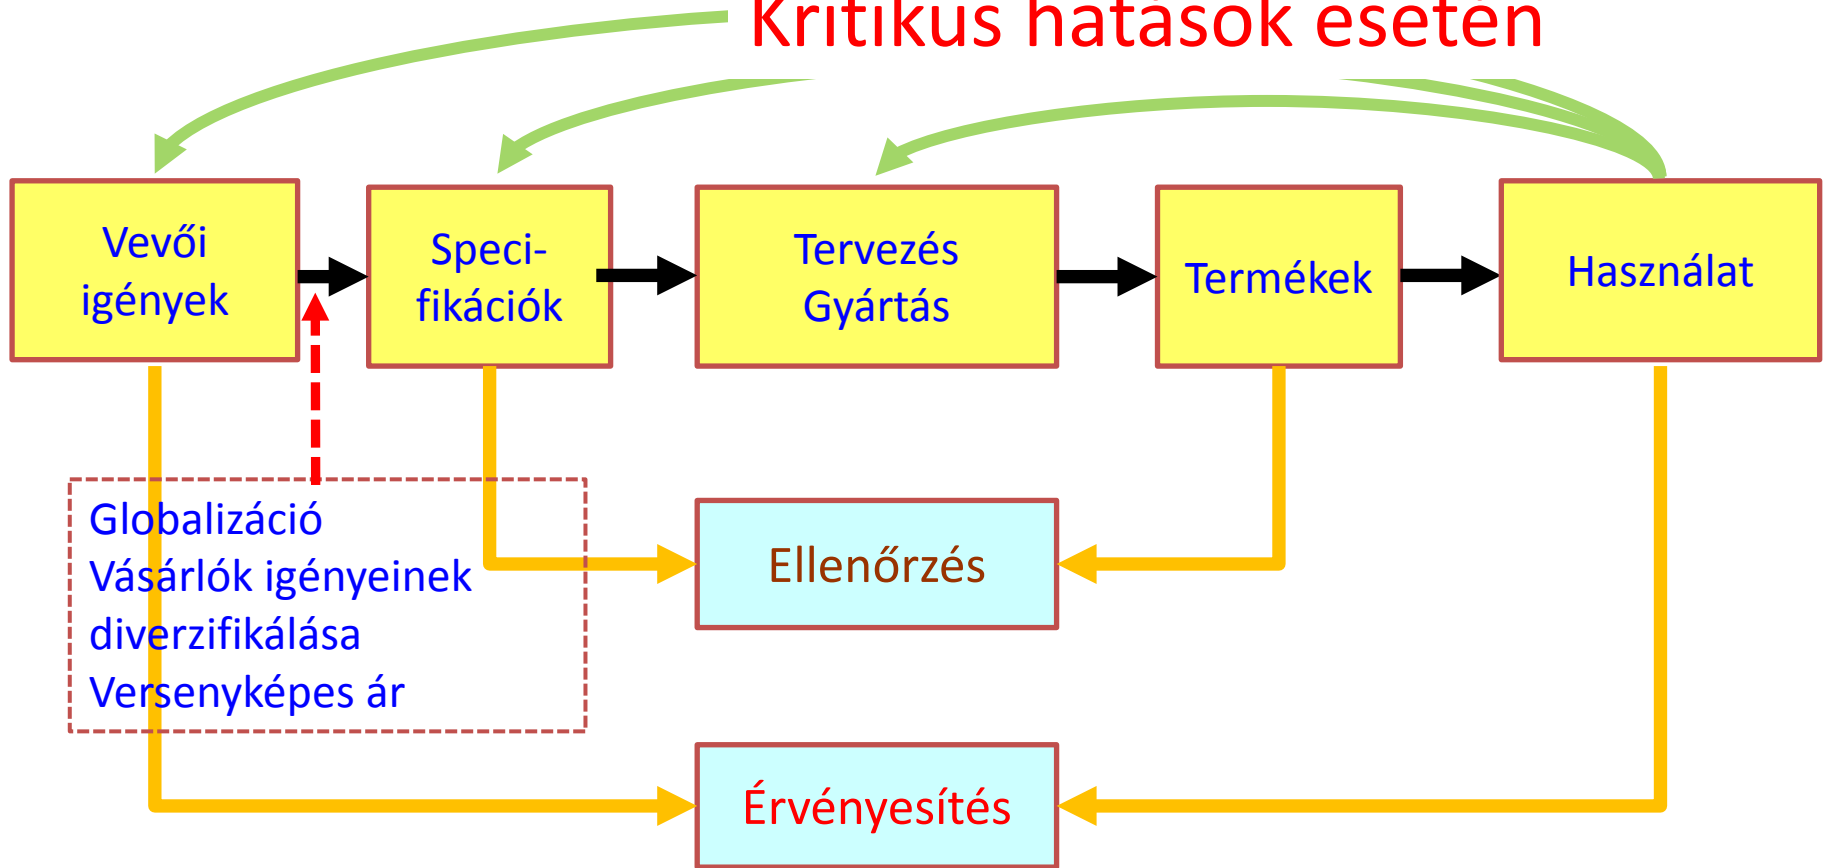 Kritikus hatások esetén
Vevői
igények
Speci-
fikációk
Tervezés
Gyártás
Termékek
Használat
Globalizáció
Vásárlók igényeinek
diverzifikálása
Versenyképes ár
Ellenőrzés
Érvényesítés